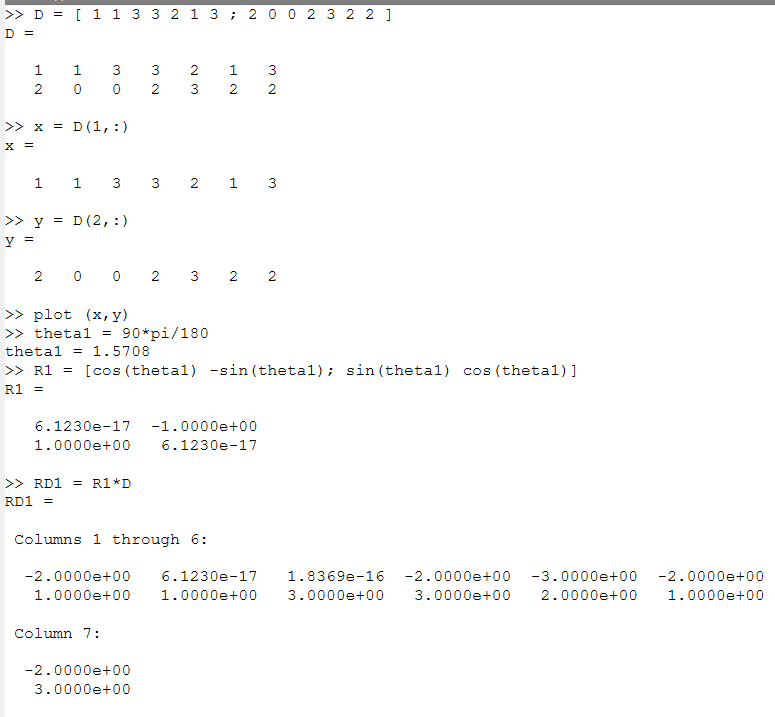 >> D = [ 1 1 3 3 2 1 3 ; 2 0 0 2 3 2 2 ]
D =
1 1 3 3 2 1 3
2 0 0 2 3 2 2
>> x = D(1,:)
x =
1 1 3 3 2 1 3
>> y = D(2,:)
y =
2 0 0 2 3 2 2
>> plot (x,y)
>> theta1 = 90*pi/180
theta1 = 1.5708
>> R1 = [cos(theta1) -sin(theta1); sin(theta1) cos(theta1)]
R1 =
6.1230e-17 -1.0000e+00
1.0000e+00 6.1230e-17
>> RD1 = R1*D
RD1 =
Columns 1 through 6:
-2.0000e+00 6.1230e-17 1.8369e-16 -2.0000e+00 -3.0000e+00 -2.0000e+00
1.0000e+00 1.0000e+00 3.0000e+00 3.0000e+00 2.0000e+00 1.0000e+00
Column 7:
-2.0000e+00
3.0000e+00